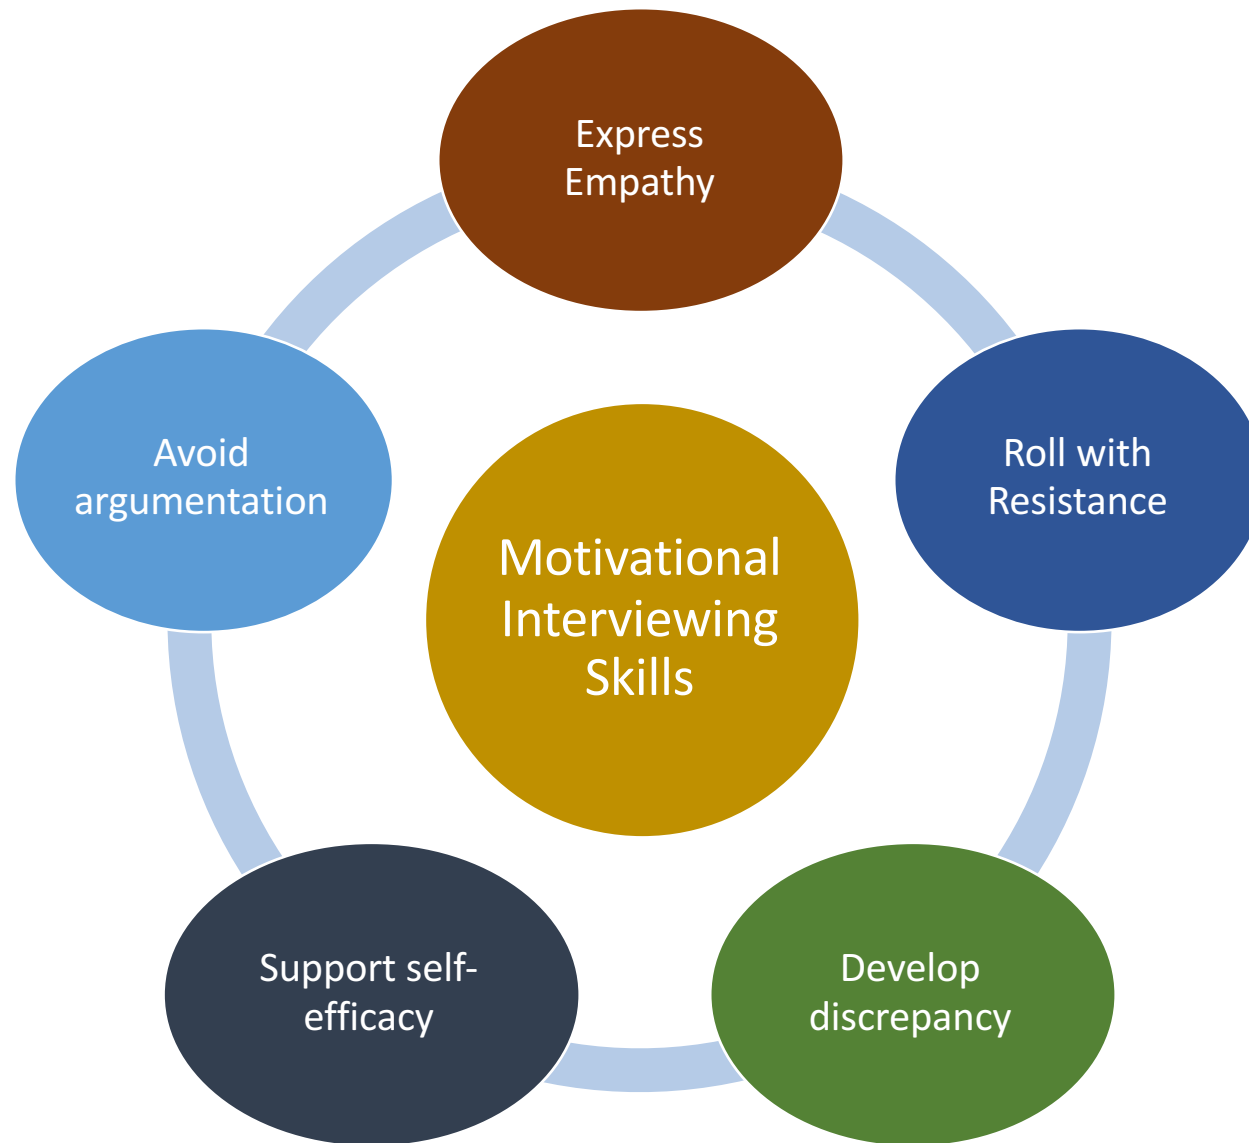 Express
Empathy
Roll with
Resistance
Develop
discrepancy
Support self-
efficacy
Avoid
argumentation
Motivational
Interviewing
Skills